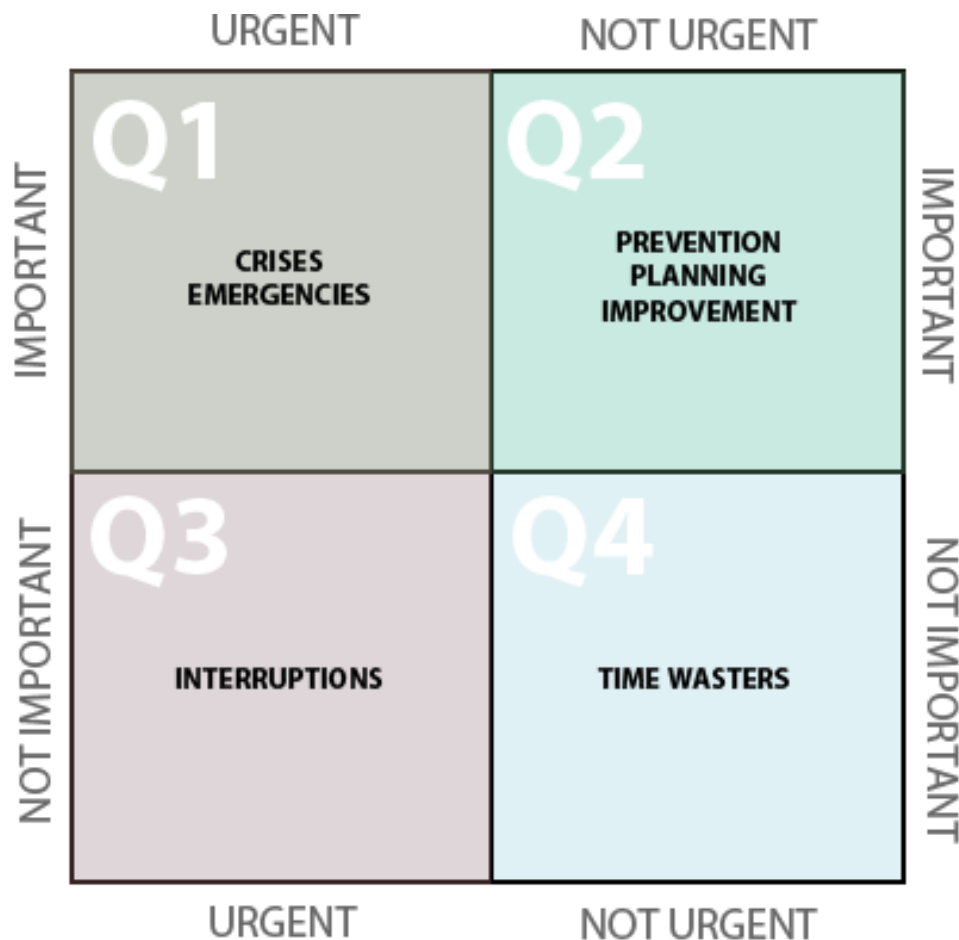 URGENT
NOT URGENT
IMPORTANT
Q1
CRISES
EMERGENCIES
Q2
PREVENTION
PLANNING
IMPROVEMENT
IMPORTANT
NOT IMPORTANT
Q3
INTERRUPTIONS
Q4
TIME WASTERS
NOT IMPORTANT
URGENT
NOT URGENT